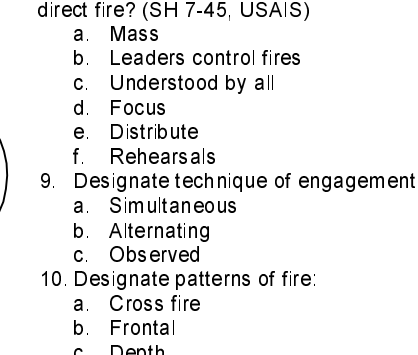 direct fire? (SH 7-45, USAIS)
a. Mass
b. Leaders control fires
c. Understood by all
d. Focus
e. Distribute
f. Rehearsals
9. Designate technique of engagement
a. Simultaneous
b. Alternating
c. Observed
10. Designate patterns of fire:
a. Cross fire
b. Frontal
c. Depth